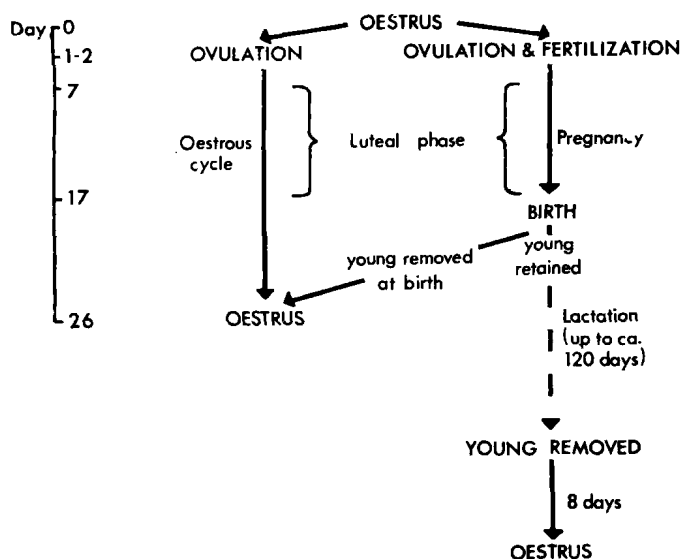 Day 0
1-2
7
17
26
OESTRUS
OVULATION
OVULATION & FERTILIZATION
Oestrous
cycle
Luteal phase
Pregnancy
BIRTH
young removed
at birth
young
retained
OESTRUS
Lactation
(up to ca.
120 days)
YOUNG REMOVED
8 days
OESTRUS